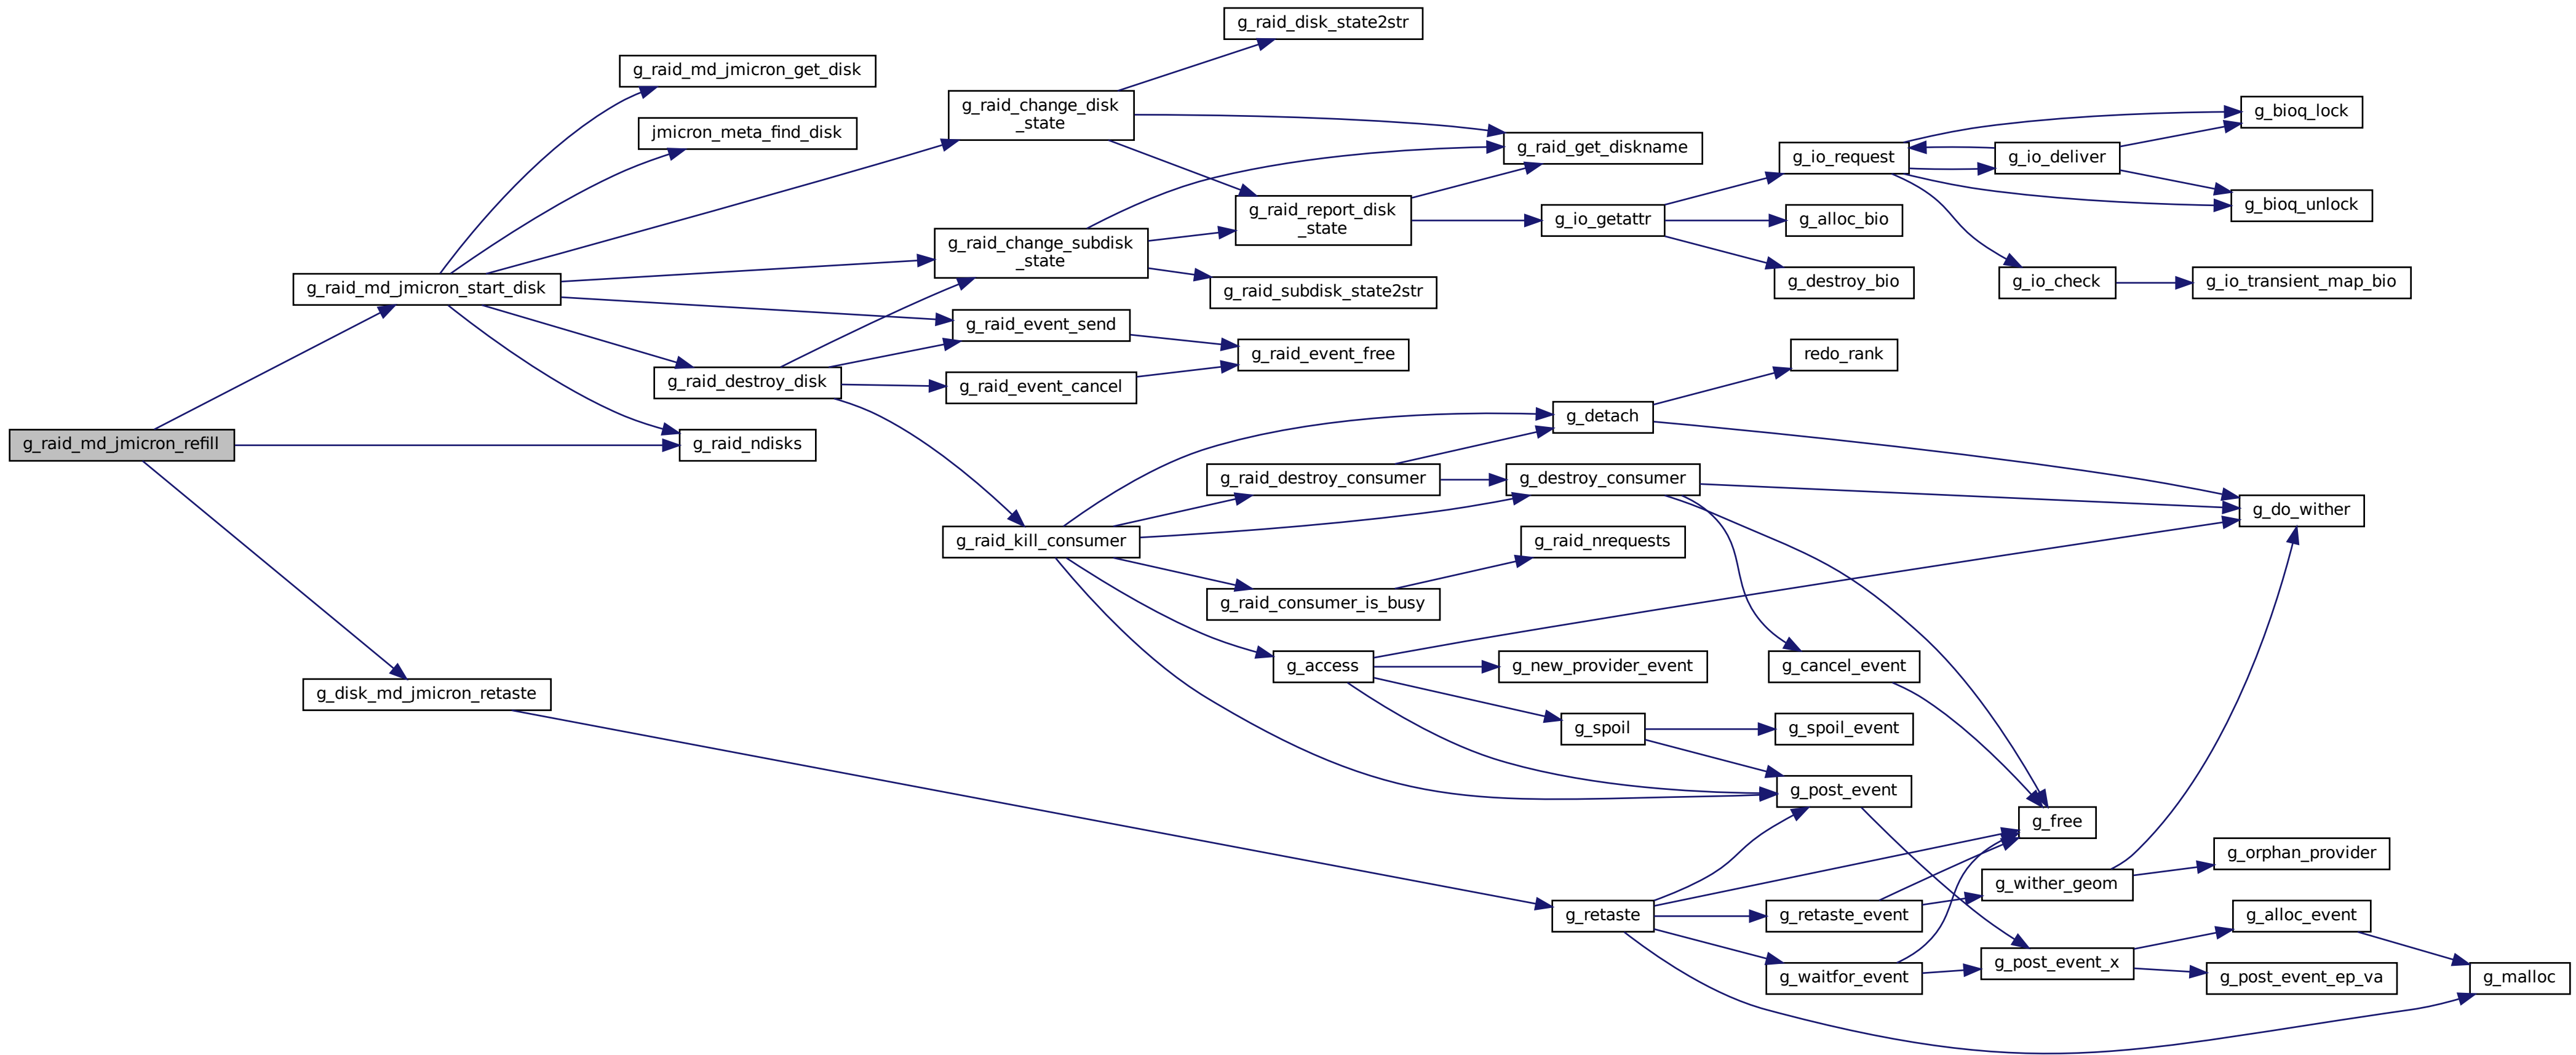 g_raid_md_jmicron_refill
g_raid_md_jmicron_start_disk
g_disk_md_jmicron_retaste
g_raid_md_jmicron_get_disk
jmicron_meta_find_disk
g_raid_destroy_disk
g_raid_ndisks
g_raid_change_disk
_state
g_raid_change_subdisk
_state
g_raid_event_send
g_raid_event_cancel
g_raid_kill_consumer
g_raid_disk_state2str
g_raid_report_disk
_state
g_raid_subdisk_state2str
g_raid_event_free
g_raid_destroy_consumer
g_raid_consumer_is_busy
g_access
g_raid_get_diskname
g_io_getattr
g_detach
g_destroy_consumer
g_raid_nrequests
g_new_provider_event
g_spoil
g_retaste
g_io_request
g_alloc_bio
g_destroy_bio
redo_rank
g_cancel_event
g_spoil_event
g_post_event
g_retaste_event
g_waitfor_event
g_io_deliver
g_io_check
g_free
g_wither_geom
g_post_event_x
g_bioq_lock
g_bioq_unlock
g_io_transient_map_bio
g_do_wither
g_orphan_provider
g_alloc_event
g_post_event_ep_va
g_malloc